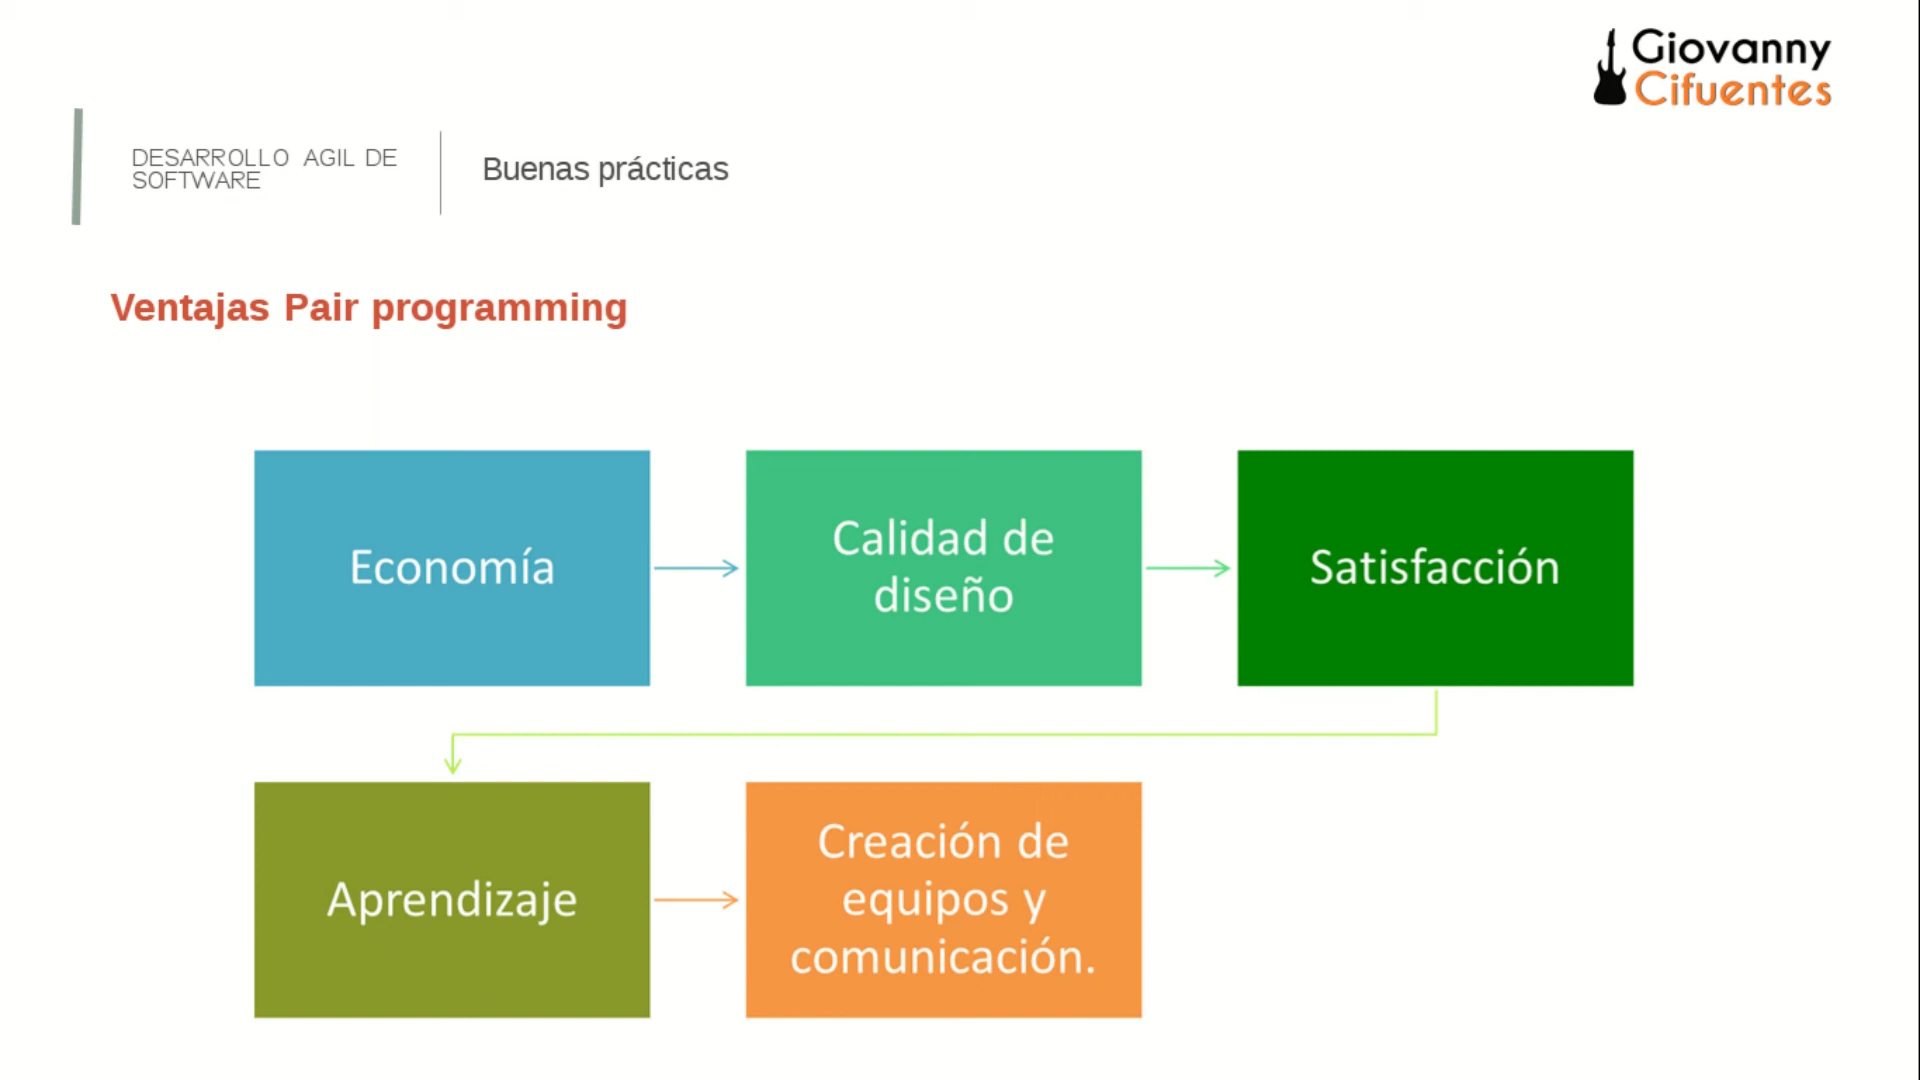 Giovanny
Cifuentes
DESARROLLO AGIL DE
SOFTWARE
Buenas prácticas
Ventajas Pair programming
Economía
Calidad de
diseño
Satisfacción
Aprendizaje
Creación de
equipos y
comunicación.